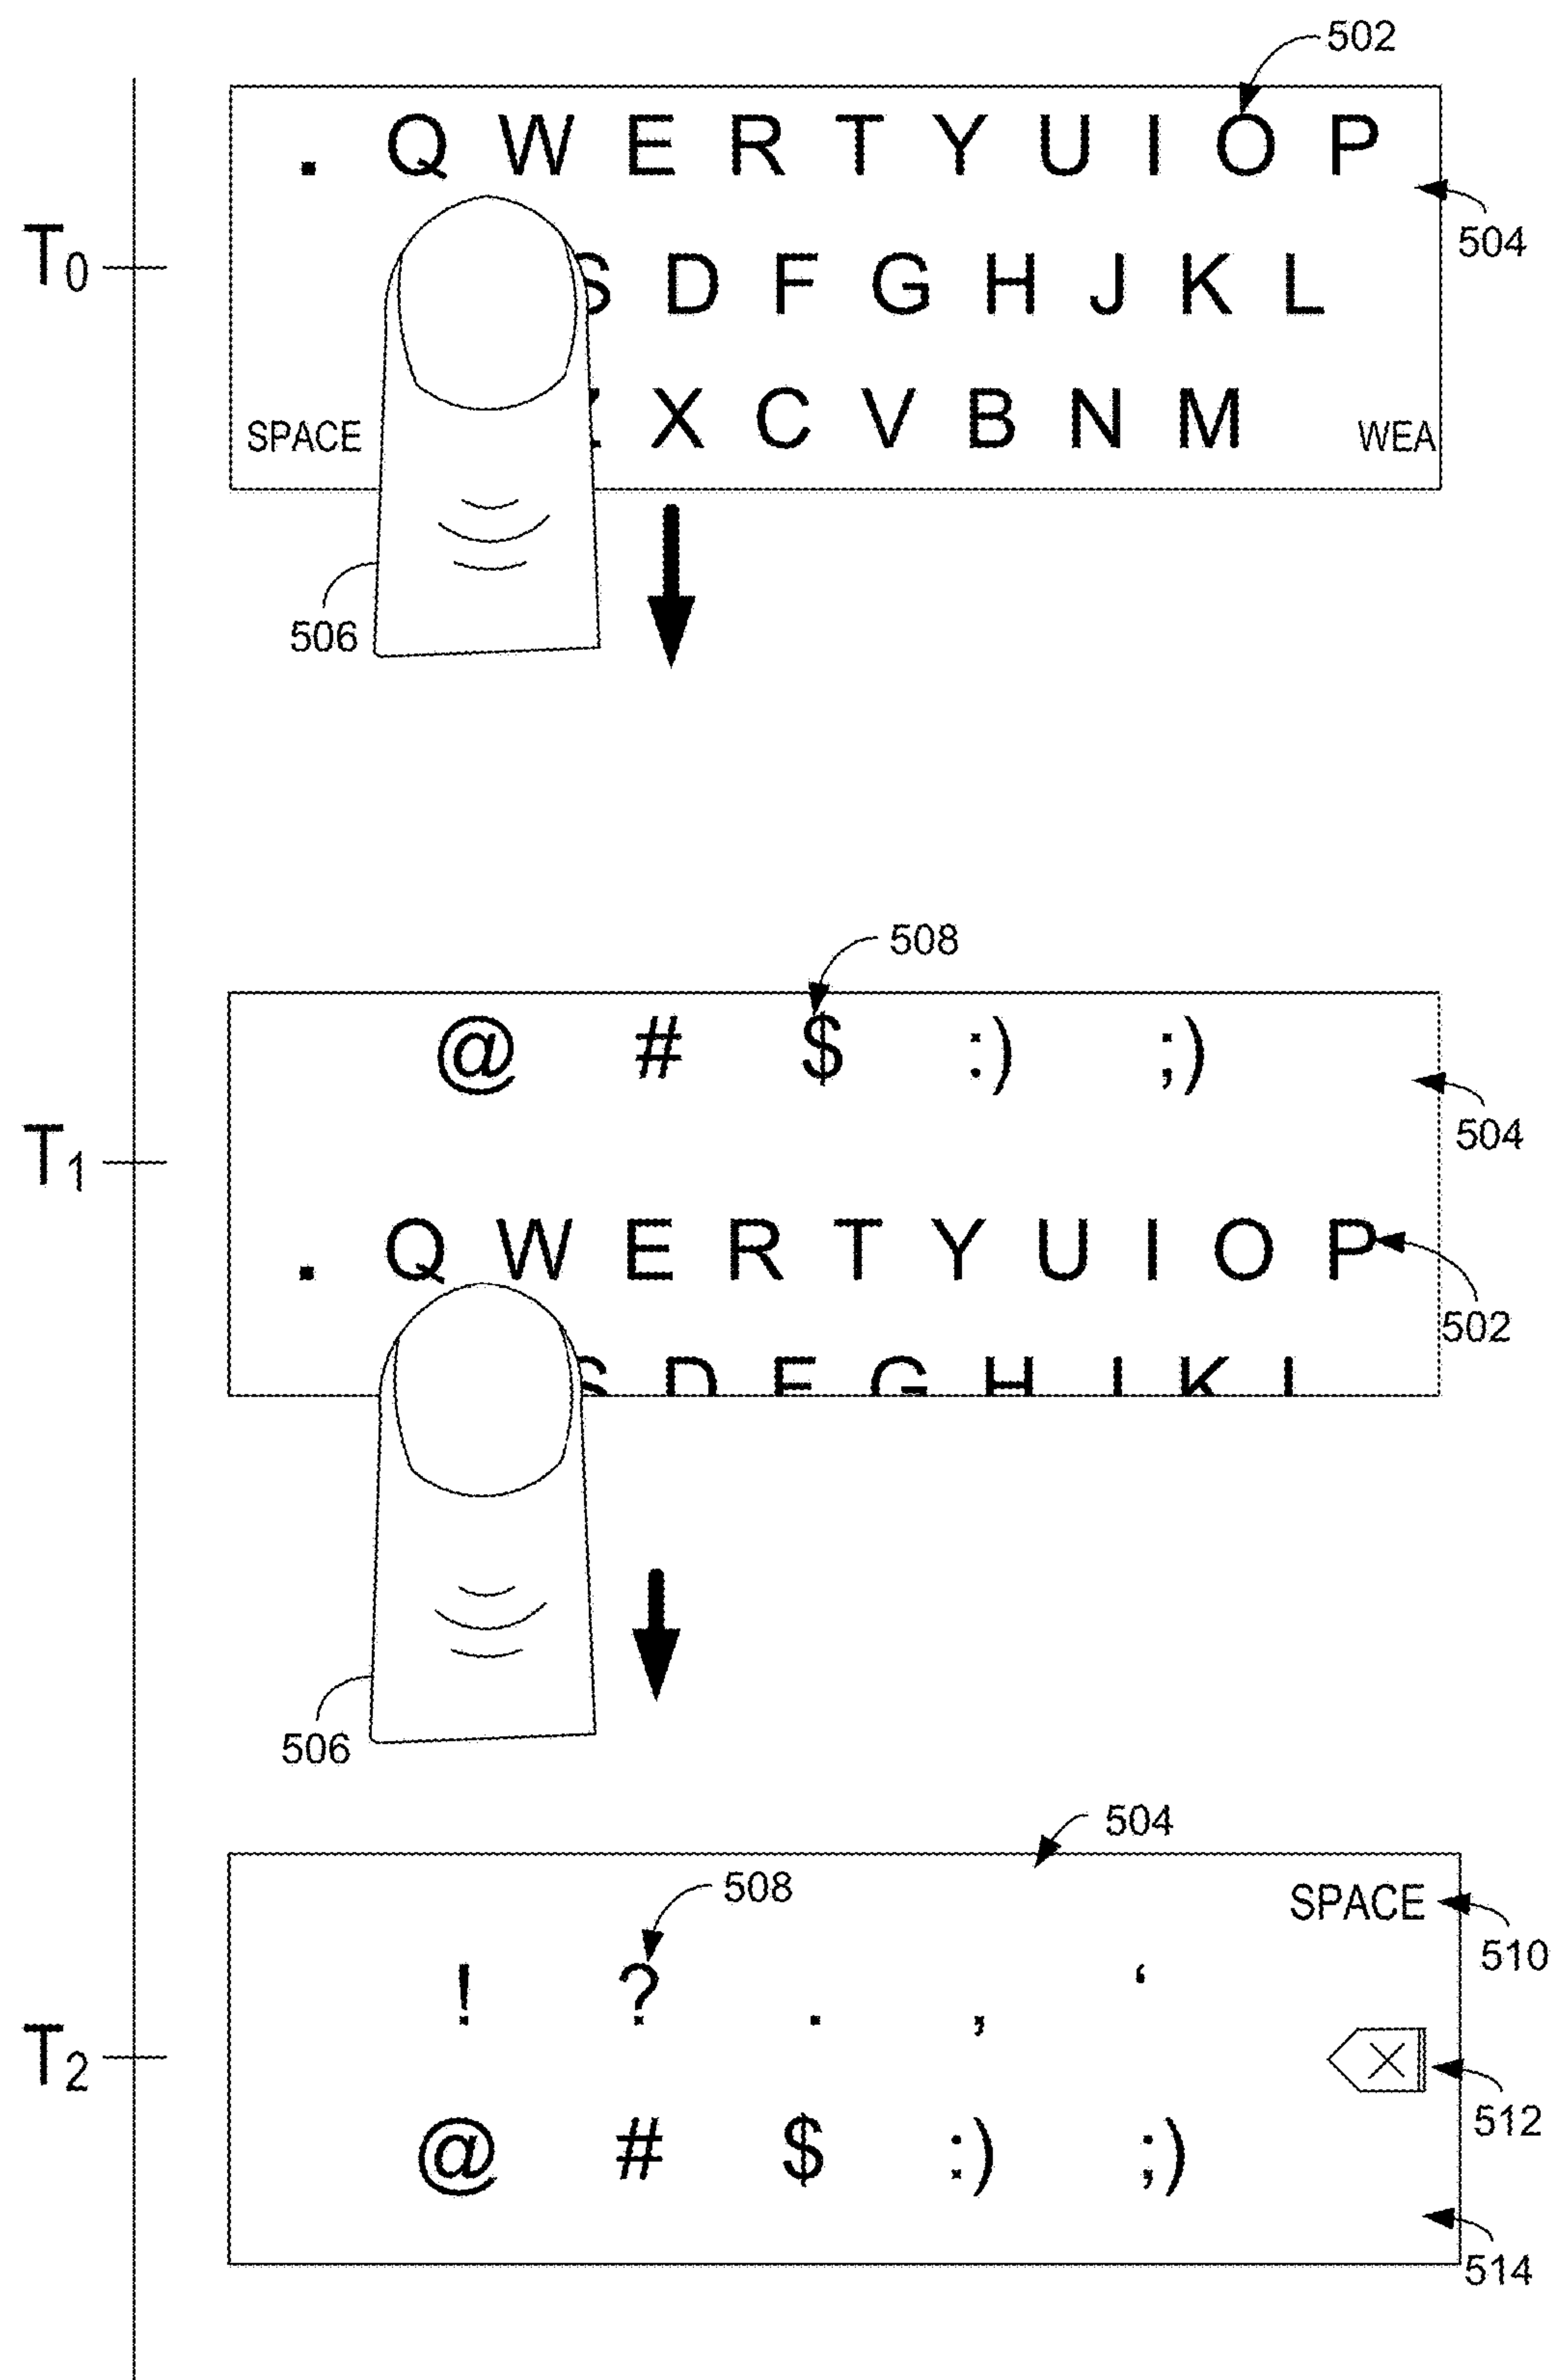 502
. Q W E R T Y U I O P
504
T0
S D F G H J K L
Z X C V B N M
SPACE
WEA
506
508
@ # $ :) ;)
504
T1
. Q W E R T Y U I O P
502
S D F G H J K L
506
504
508
SPACE
510
! ? . , ‘
T2
512
@ # $ :) ;)
514